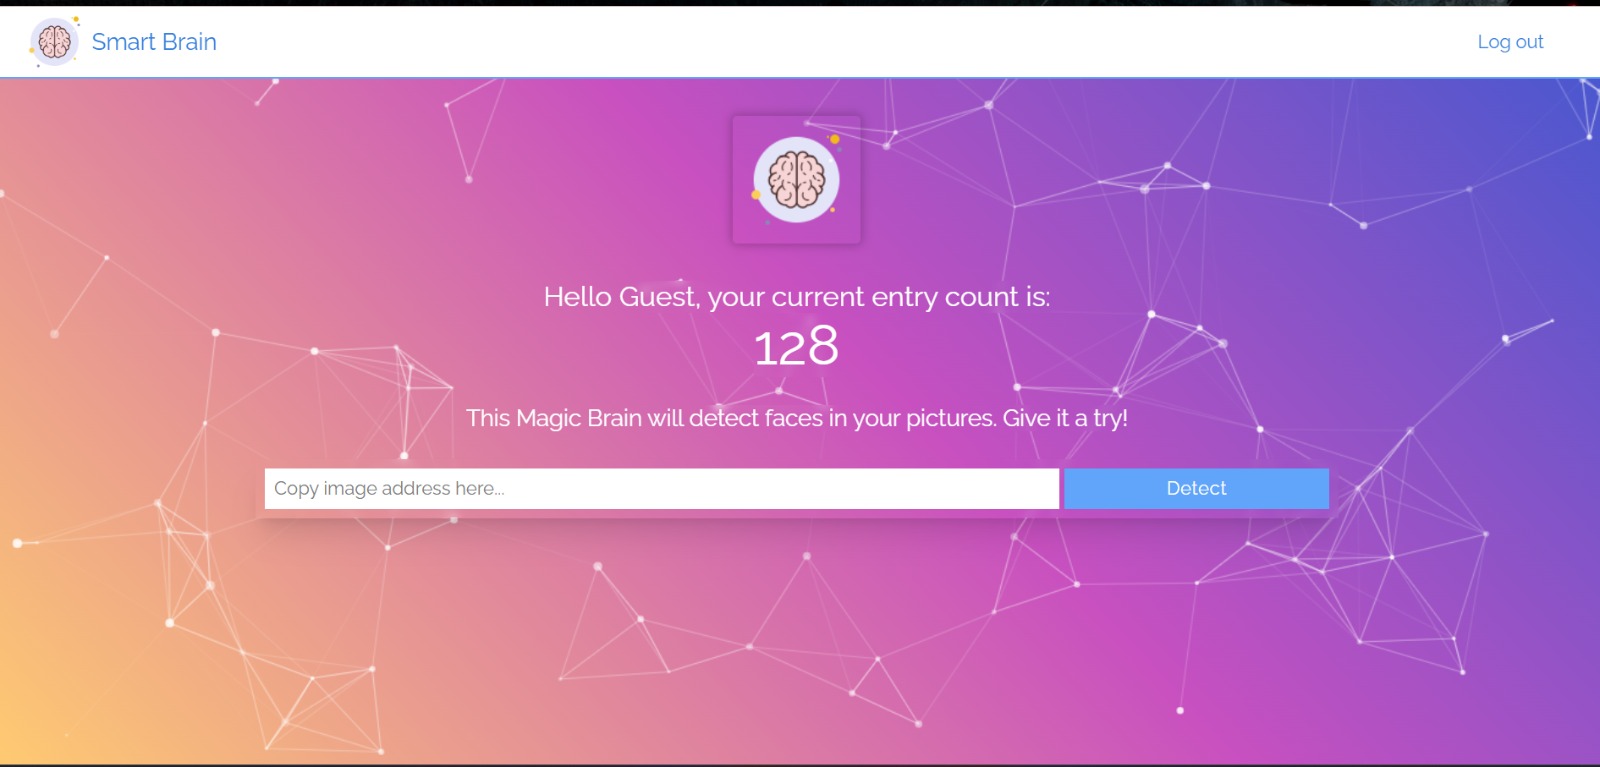 Smart Brain
Log out
Hello Guest, your current entry count is:
128
This Magic Brain will detect faces in your pictures. Give it a try!
Copy image address here...
Detect